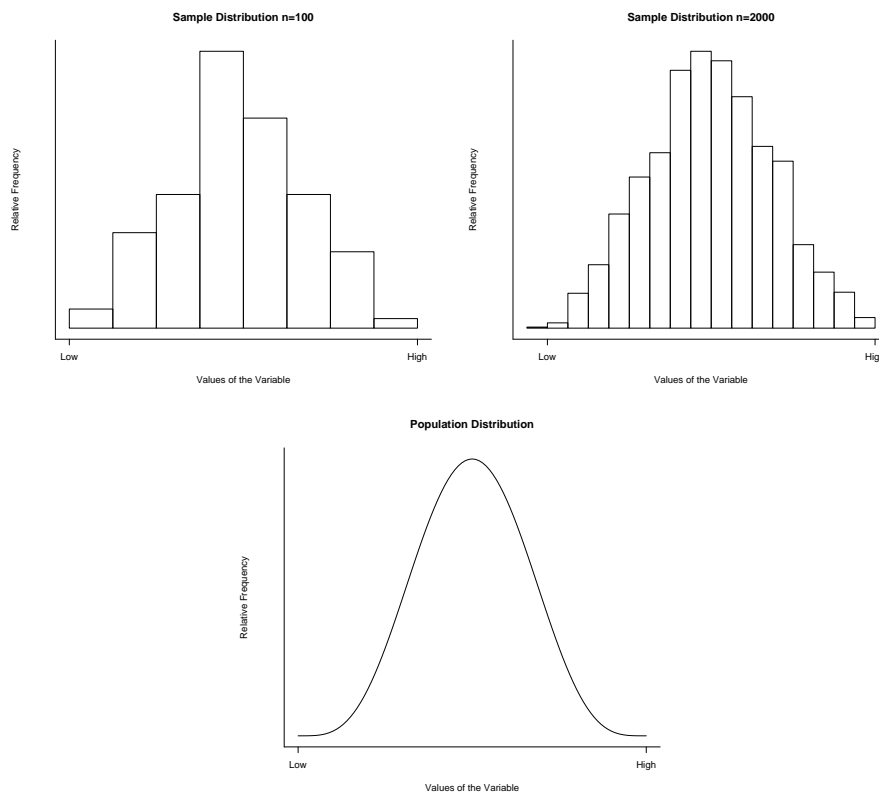 Sample Distribution n=100
Relative Frequency
Low High
Values of the Variable
Sample Distribution n=2000
Relative Frequency
Low Hig
Values of the Variable
Population Distribution
Relative Frequency
Low High
Values of the Variable